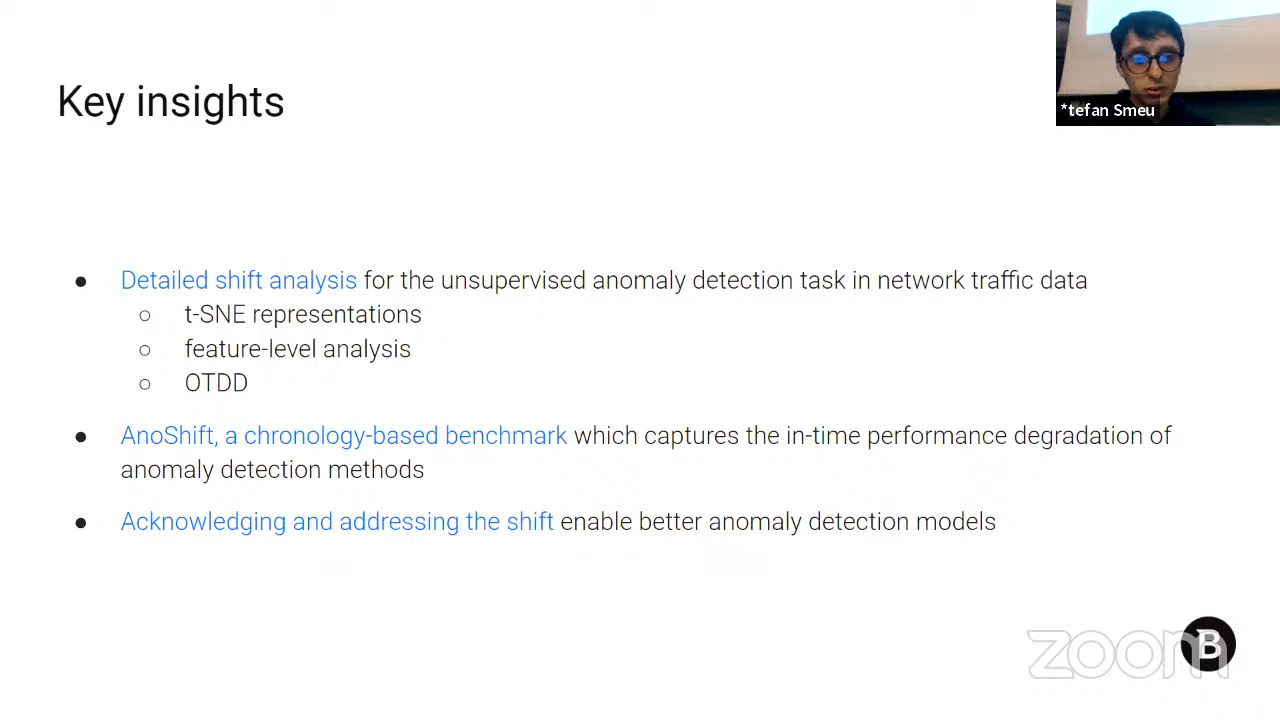 Key insights
*tefan Smeu
● Detailed shift analysis for the unsupervised anomaly detection task in network traffic data
○ t-SNE representations
○ feature-level analysis
○ OTDD
● AnoShift, a chronology-based benchmark which captures the in-time performance degradation of
anomaly detection methods
● Acknowledging and addressing the shift enable better anomaly detection models
zoom
B